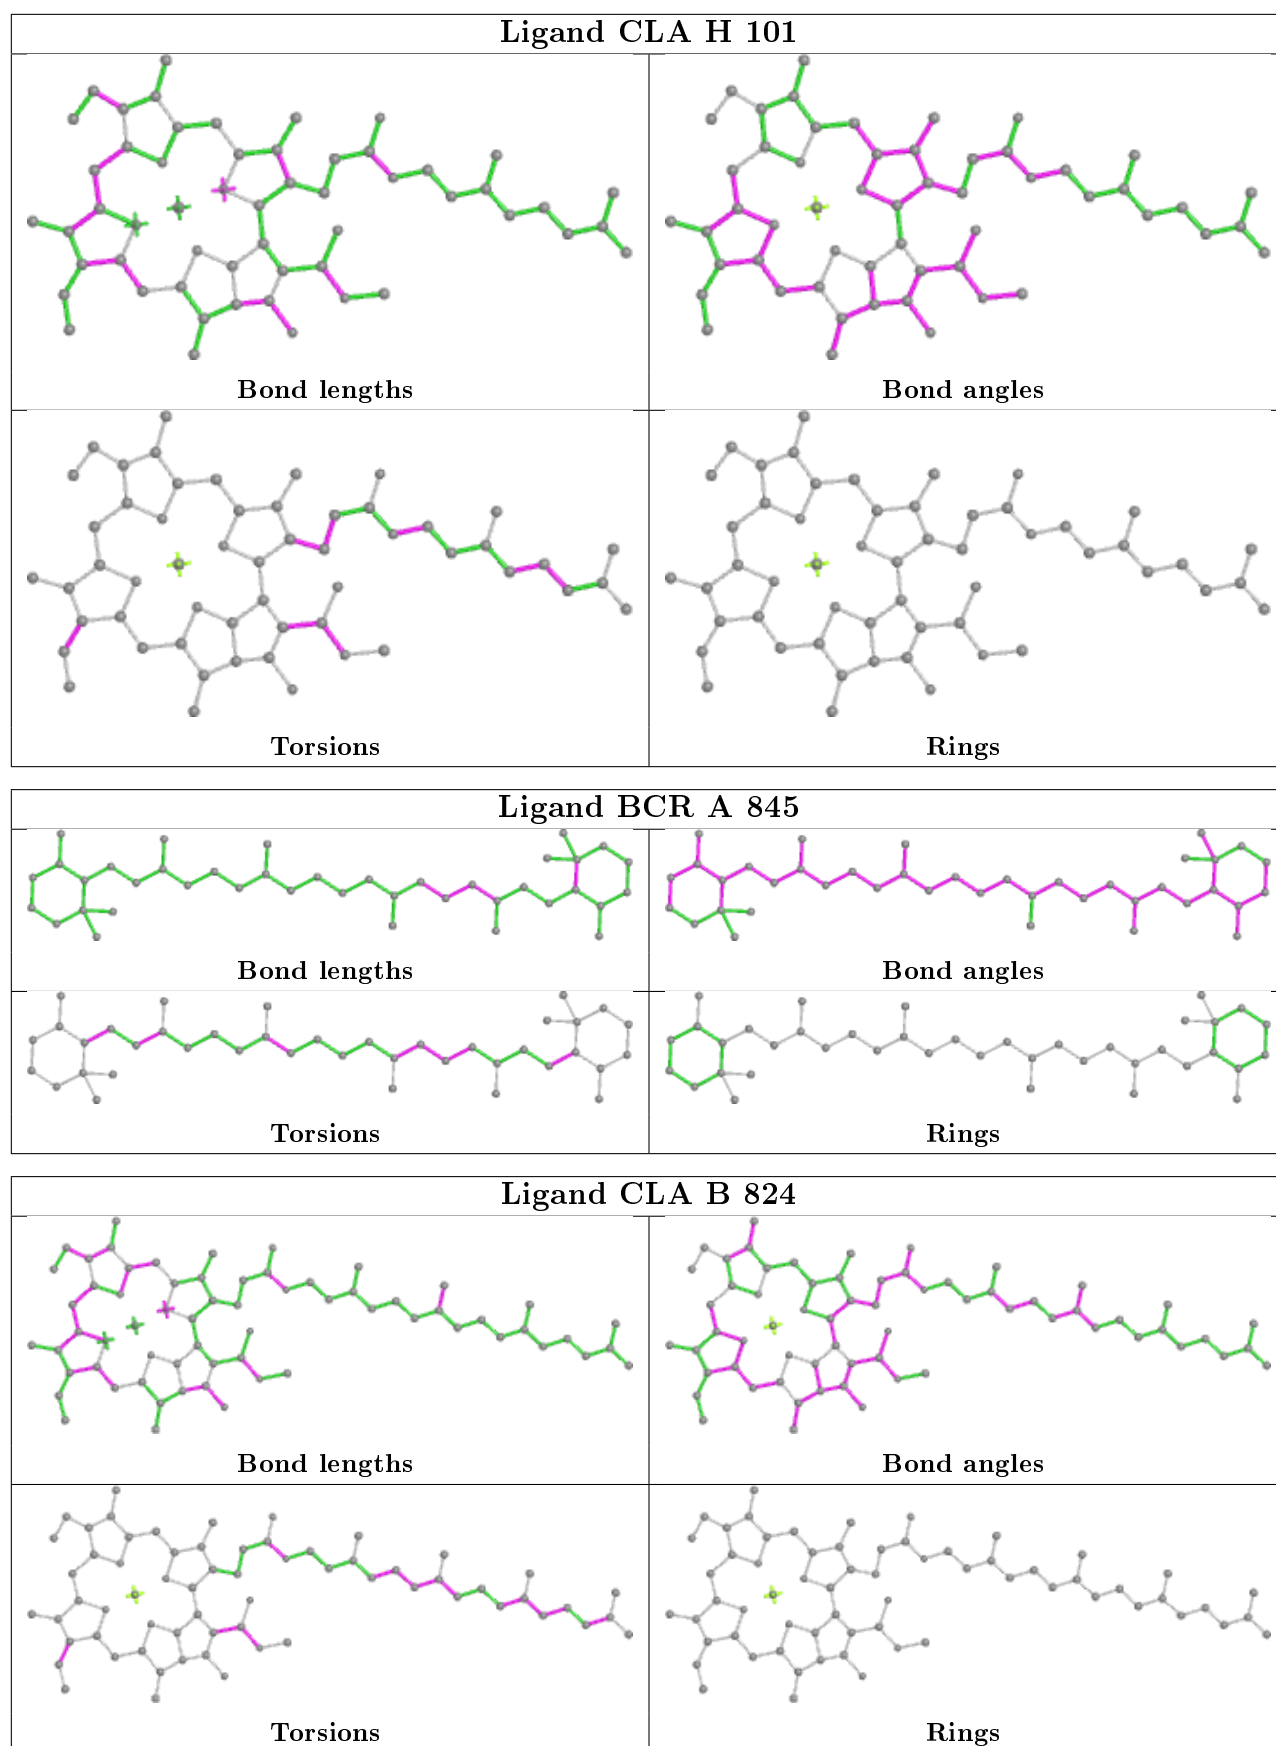 Ligand CLA H 101
Bond lengths
Bond angles
Torsions
Rings
Ligand BCR A 845
Bond lengths
Bond angles
Torsions
Rings
Ligand CLA B 824
Bond lengths
Bond angles
Torsions
Rings